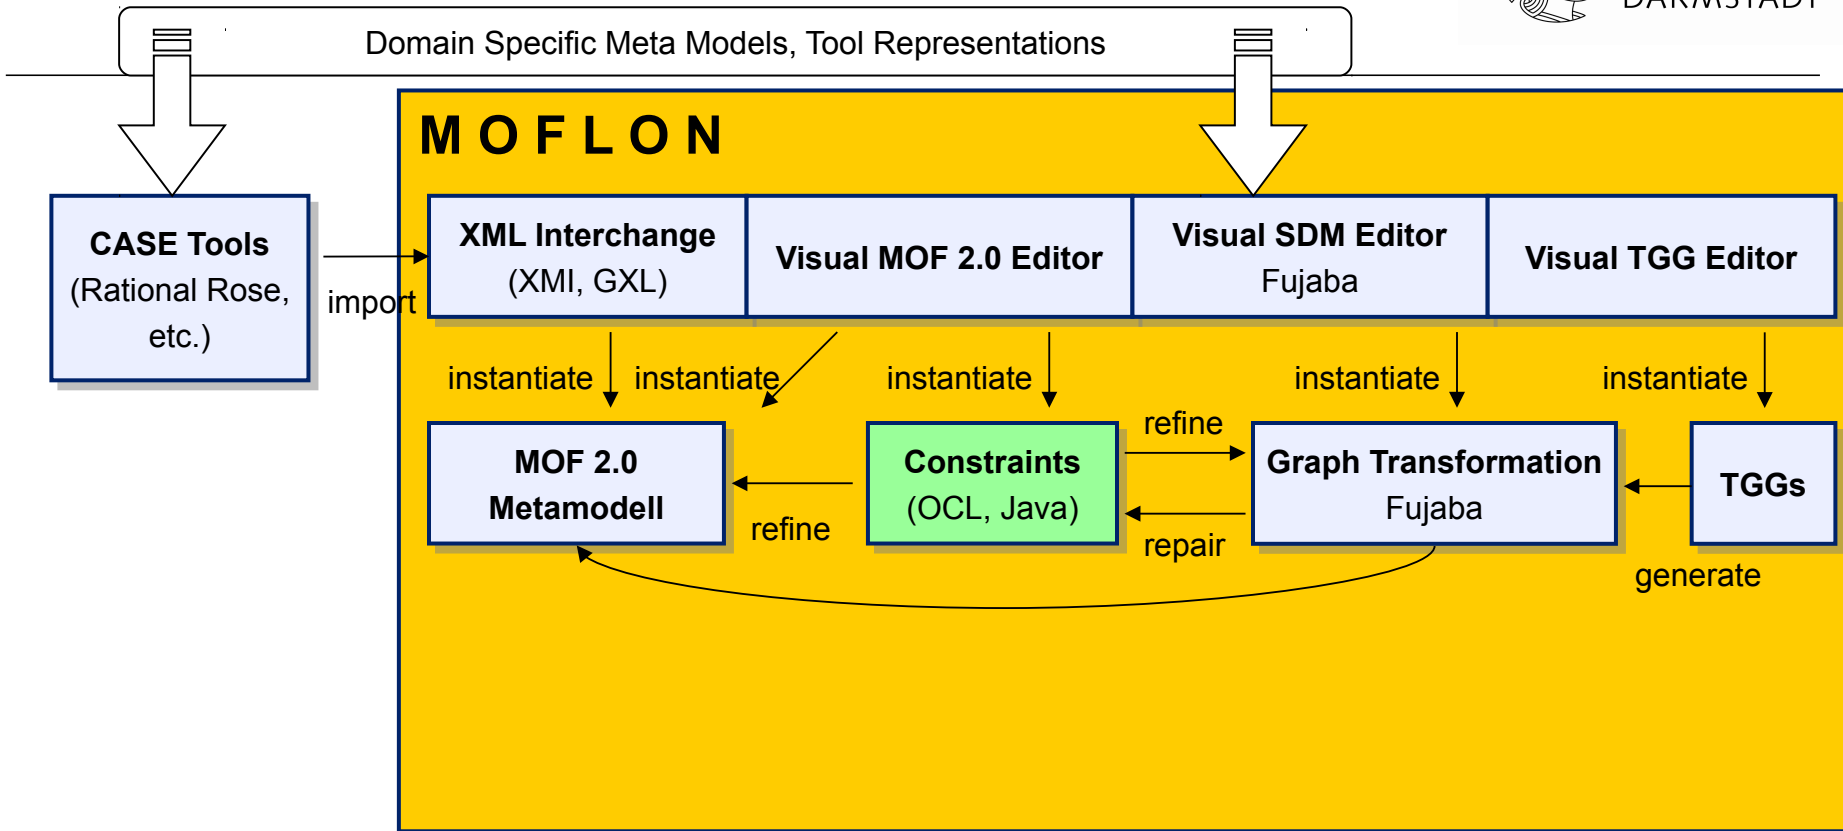 DARMSTADT
Domain Specific Meta Models, Tool Representations
MOFLON
CASE Tools
(Rational Rose,
etc.)
import
XML Interchange
(XMI, GXL)
Visual MOF 2.0 Editor
Visual SDM Editor
Fujaba
Visual TGG Editor
instantiate
instantiate
instantiate
instantiate
instantiate
MOF 2.0
Metamodell
refine
Constraints
(OCL, Java)
refine
repair
Graph Transformation
Fujaba
TGGs
generate